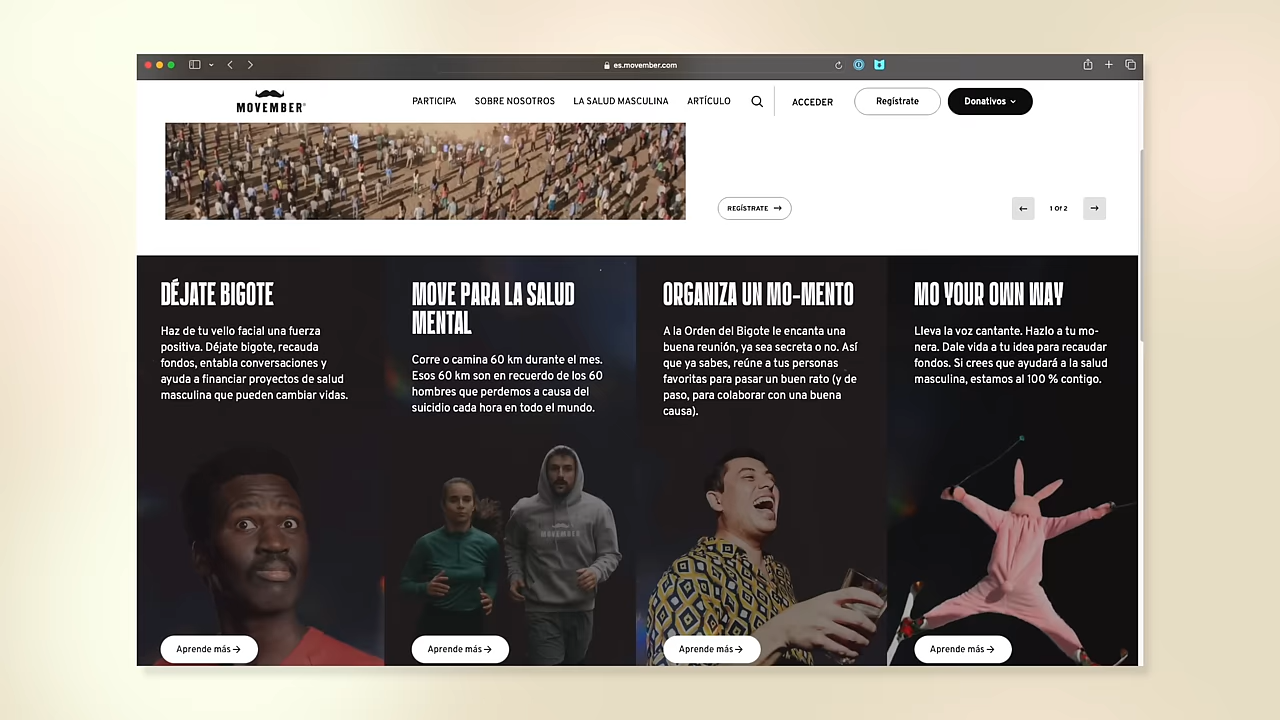 es.movember.com
MOVEMBER®
PARTICIPA
SOBRE NOSOTROS
LA SALUD MASCULINA
ARTÍCULO
ACCEDER
Regístrate
Donativos
REGÍSTRATE →
← 1 Of 2 →
DÉJATE BIGOTE
Haz de tu vello facial una fuerza
positiva. Déjate bigote, recauda
fondos, entabla conversaciones y
ayuda a financiar proyectos de salud
masculina que pueden cambiar vidas.
Aprende más →
MOVE PARA LA SALUD
MENTAL
Corre o camina 60 km durante el mes.
Esos 60 km son en recuerdo de los 60
hombres que perdemos a causa del
suicidio cada hora en todo el mundo.
MOVEMBER
Aprende más →
ORGANIZA UN MO-MENTO
A la Orden del Bigote le encanta una
buena reunión, ya sea secreta o no. Así
que ya sabes, reúne a tus personas
favoritas para pasar un buen rato (y de
paso, para colaborar con una buena
causa).
Aprende más →
MO YOUR OWN WAY
Lleva la voz cantante. Hazlo a tu mo-
nera. Dale vida a tu idea para recaudar
fondos. Si crees que ayudará a la salud
masculina, estamos al 100 % contigo.
Aprende más →